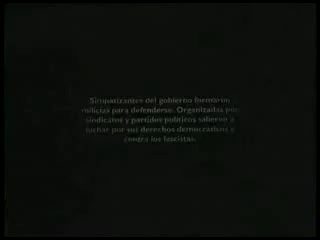 Simpatizantes del gobierno formaron
milicias para defenderse. Organizadas por
sindicatos y partidos políticos salieron a
luchar por sus derechos democráticos y
contra los fascistas.